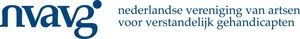 nvavg nederlandse vereniging van artsen
voor verstandelijk gehandicapten